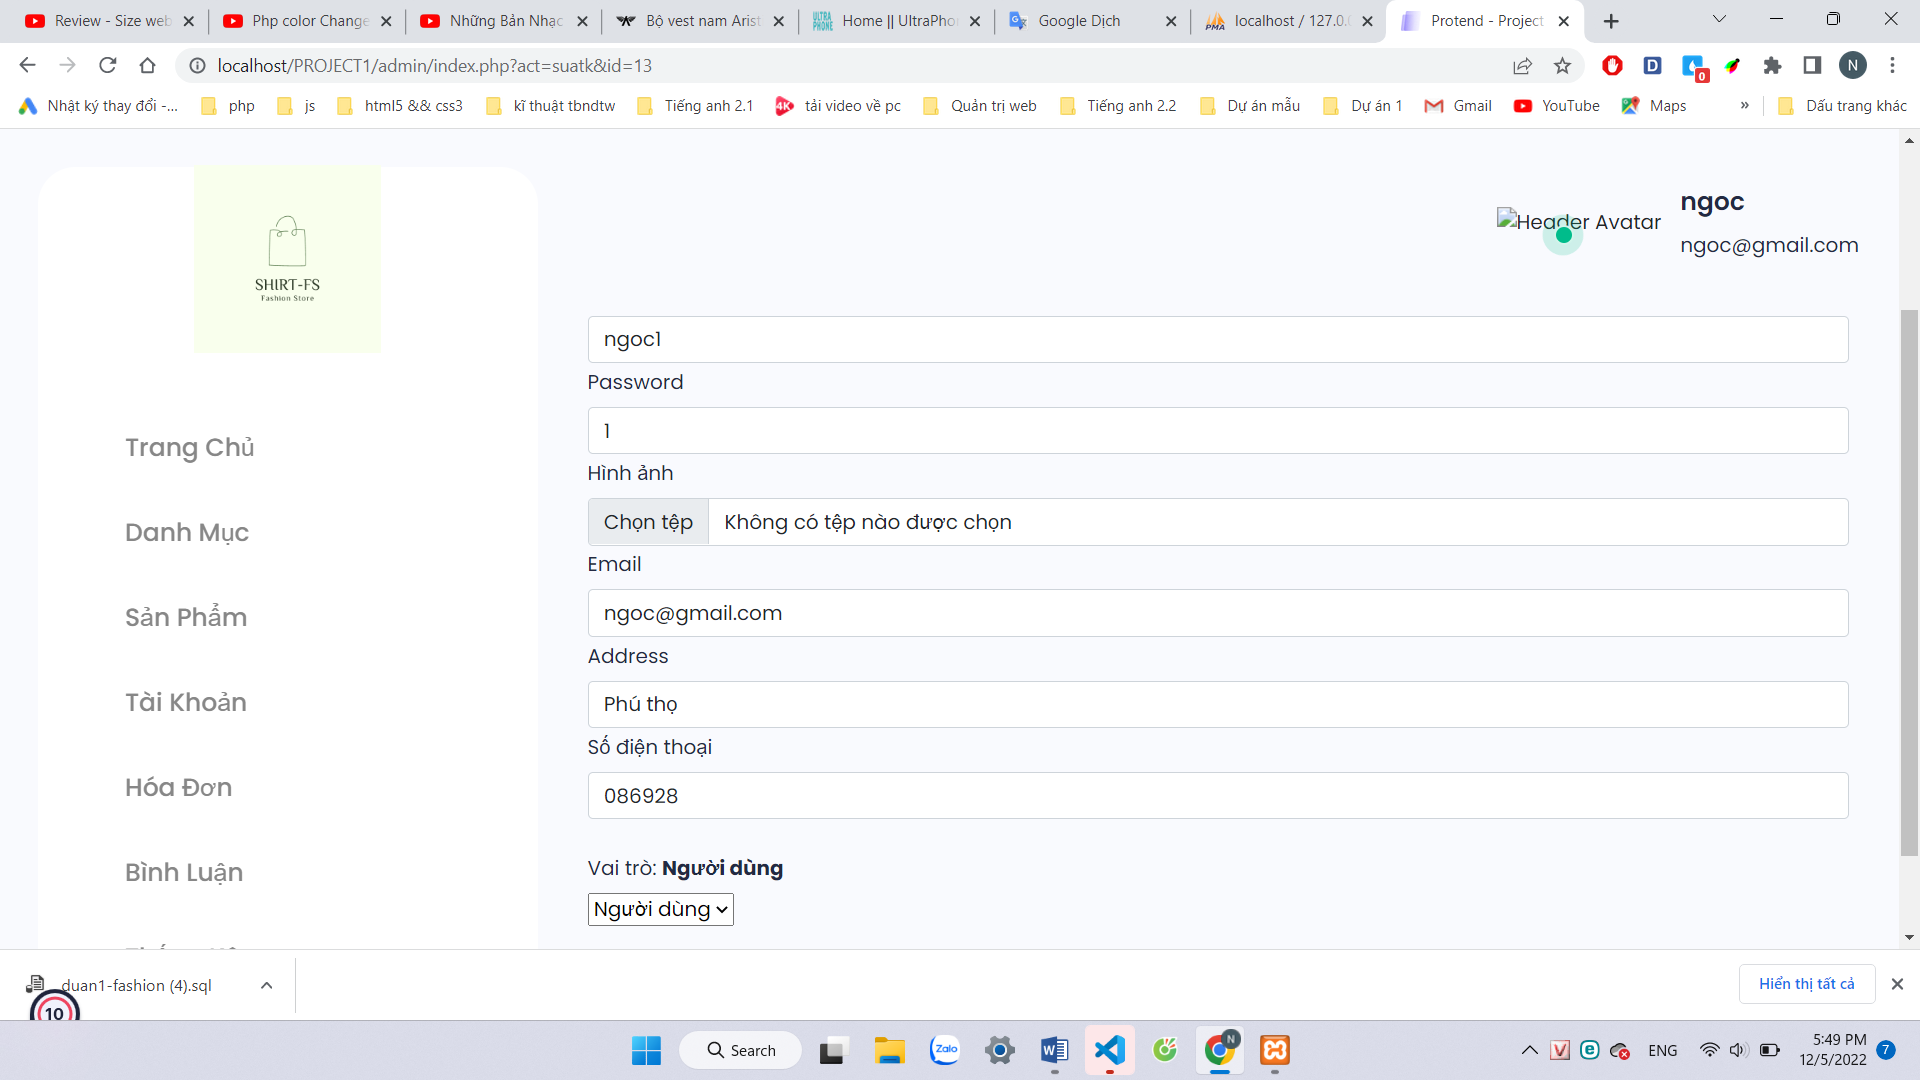 Review - Size web
Php color Change
Những Bản Nhạc
Bộ vest nam Arist
Home || UltraPho
Google Dịch
localhost / 127.0.0
Protend - Project
localhost/PROJECT1/admin/index.php?act=suatk&id=13
D
0
N
Nhật ký thay đổi -...
php
js
html5 && css3
kĩ thuật tbndtw
Tiếng anh 2.1
4K
tải video về pc
Quản trị web
Tiếng anh 2.2
Dự án mẫu
Dự án 1
Gmail
YouTube
Maps
»
Dấu trang khác
SHIRT-FS
Fashion Store
Header Avatar
ngoc
ngoc@gmail.com
Trang Chủ
Danh Mục
Sản Phẩm
Tài Khoản
Hóa Đơn
Bình Luận
ngoc1
Password
1
Hình ảnh
Chọn tệp Không có tệp nào được chọn
Email
ngoc@gmail.com
Address
Phú thọ
Số điện thoại
086928
Vai trò: Người dùng
Người dùng
duan1-fashion (4).sql
10
Hiển thị tất cả
Search
Zalo
N
ENG
5:49 PM
12/5/2022
7